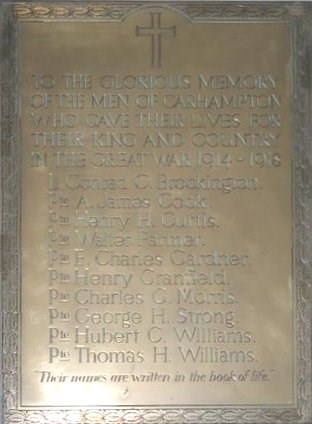 TO THE GLORIOUS MEMORY
OF THE MEN OF CARHAMPTON
WHO GAVE THEIR LIVES FOR
THEIR KING AND COUNTRY
IN THE GREAT WAR 1914-1918
Lt Conrad C. Brockington.
Pte A. James Cook.
Pte Henry H. Curtis.
Pte Walter Farmer.
Pte E. Charles Gardner.
Pte Henry Granfield.
Pte Charles G. Morris.
Pte George H. Strong.
Pte Hubert C. Williams.
Pte Thomas H. Williams.
"Their names are written in the book of life."